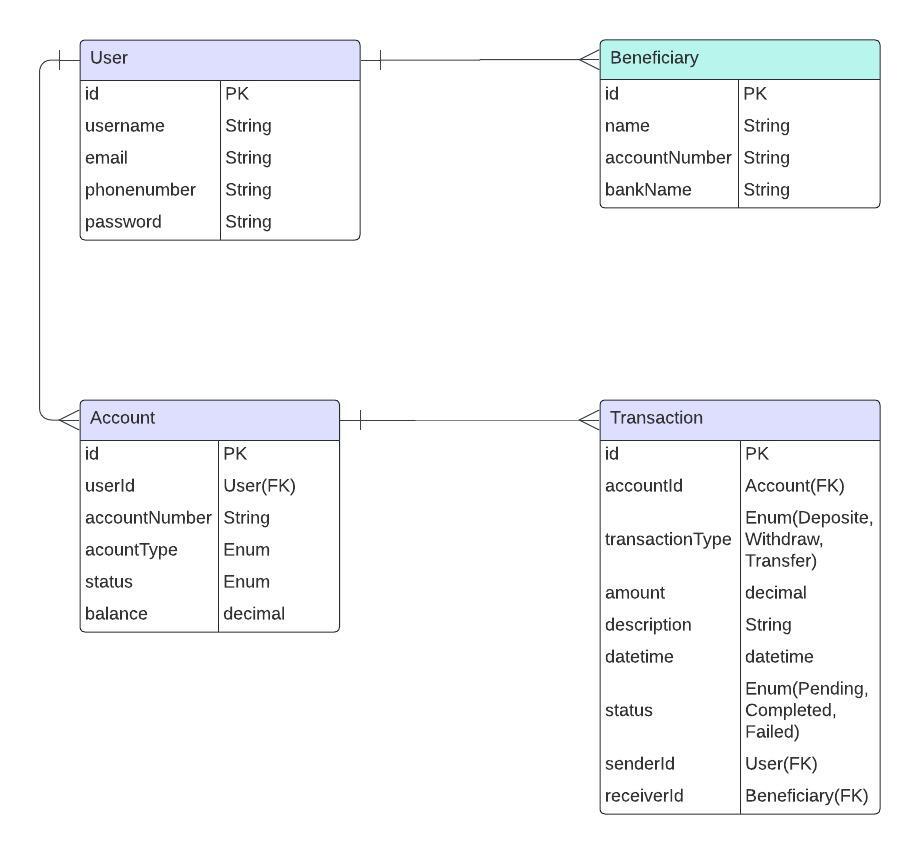 User
id PK
username String
email String
phonenumber String
password String
Beneficiary
id PK
name String
accountNumber String
bankName String
Account
id PK
userId User(FK)
accountNumber String
acountType Enum
status Enum
balance decimal
Transaction
id PK
accountId Account(FK)
transactionType Enum(Deposite,
Withdraw,
Transfer)
amount decimal
description String
datetime datetime
status Enum(Pending,
Completed,
Failed)
senderId User(FK)
receiverId Beneficiary(FK)